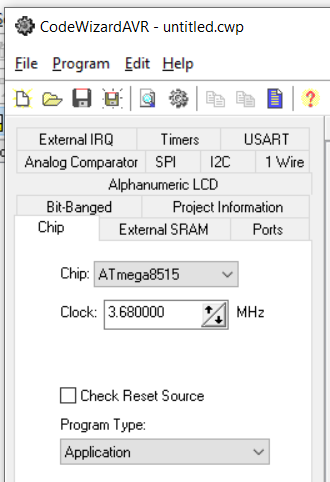 CodeWizardAVR - untitled.cwp
File Program Edit Help
External IRQ Timers USART
Analog Comparator SPI I2C 1 Wire
Alphanumeric LCD
Bit-Banged Project Information
Chip External SRAM Ports
Chip: ATmega8515
Clock: 3.680000 MHz
Check Reset Source
Program Type:
Application